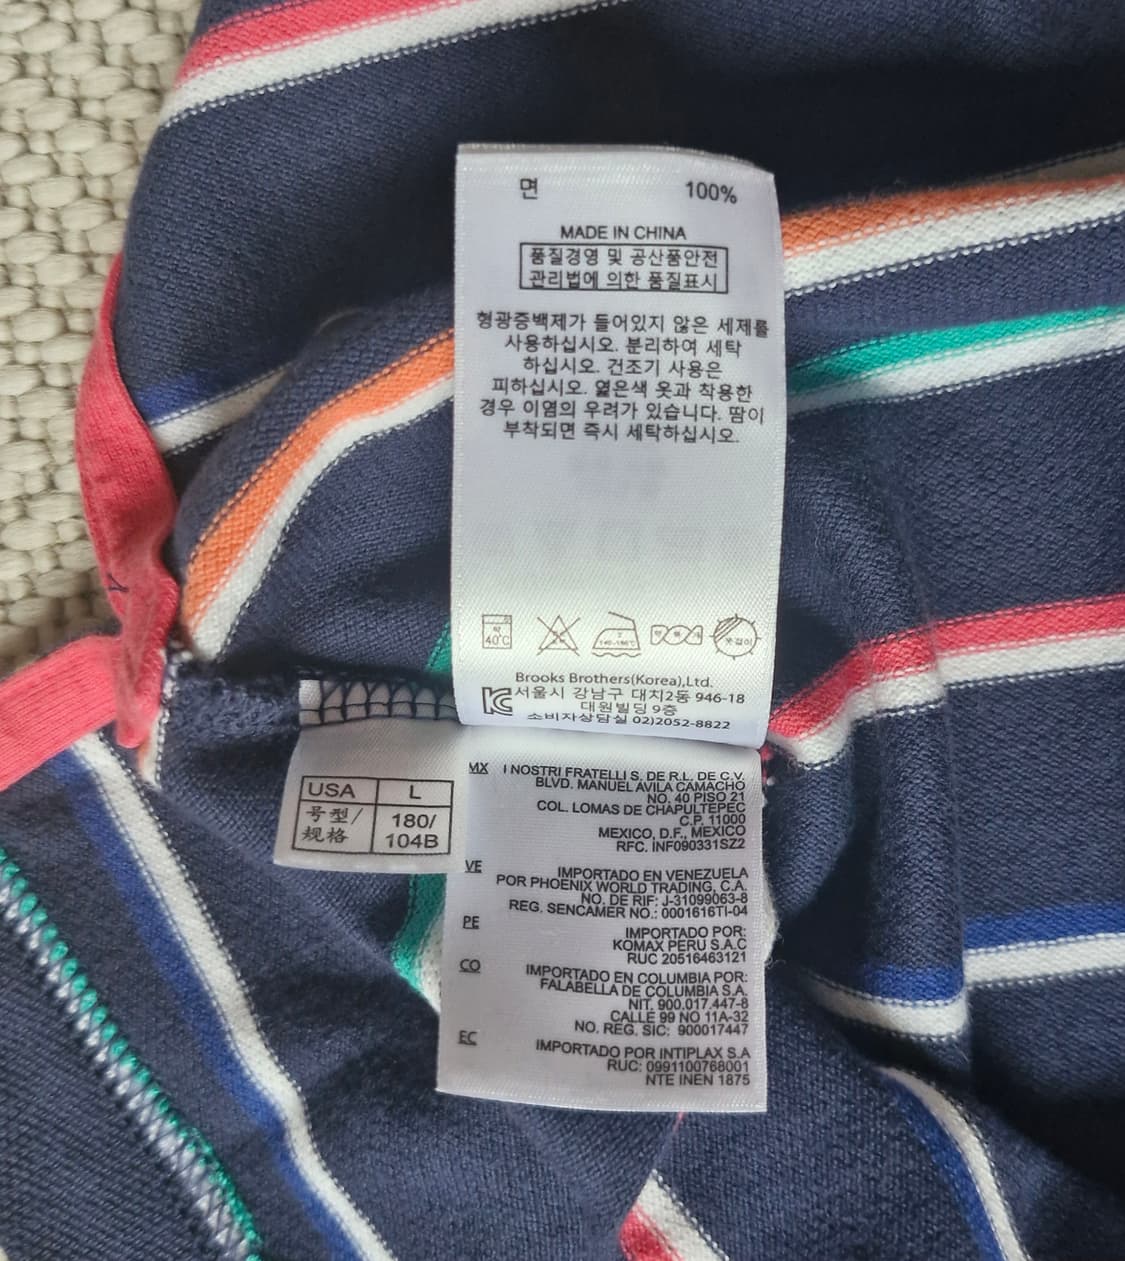 면 100%
MADE IN CHINA
품질경영 및 공산품안전
관리법에 의한 품질표시
형광증백제가 들어있지 않은 세제를
사용하십시오. 분리하여 세탁
하십시오. 건조기 사용은
피하십시오. 엷은색 옷과 착용한
경우 이염의 우려가 있습니다. 땀이
부착되면 즉시 세탁하십시오.
약
40℃
옷걸이
Brooks Brothers(Korea),Ltd.
서울시 강남구 대치2동 946-18
대원빌딩 9층
소비자상담실 02)2052-8822
USA L
号型/ 180/
规格 104B
MX I NOSTRI FRATELLI S. DE R.L. DE C.V.
BLVD. MANUEL AVILA CAMACHO
NO. 40 PISO 21
COL. LOMAS DE CHAPULTEPEC
C.P. 11000
MEXICO, D.F., MEXICO
RFC. INF090331SZ2
VE IMPORTADO EN VENEZUELA
POR PHOENIX WORLD TRADING, C.A.
NO. DE RIF: J-31099063-8
REG. SENCAMER NO.: 0001616TI-04
PE IMPORTADO POR:
KOMAX PERU S.A.C
RUC 20516463121
CO IMPORTADO EN COLUMBIA POR:
FALABELLA DE COLUMBIA S.A.
NIT. 900.017.447-8
CALLE 99 NO 11A-32
NO. REG. SIC: 900017447
EC IMPORTADO POR INTIPLAX S.A
RUC: 0991100768001
NTE INEN 1875